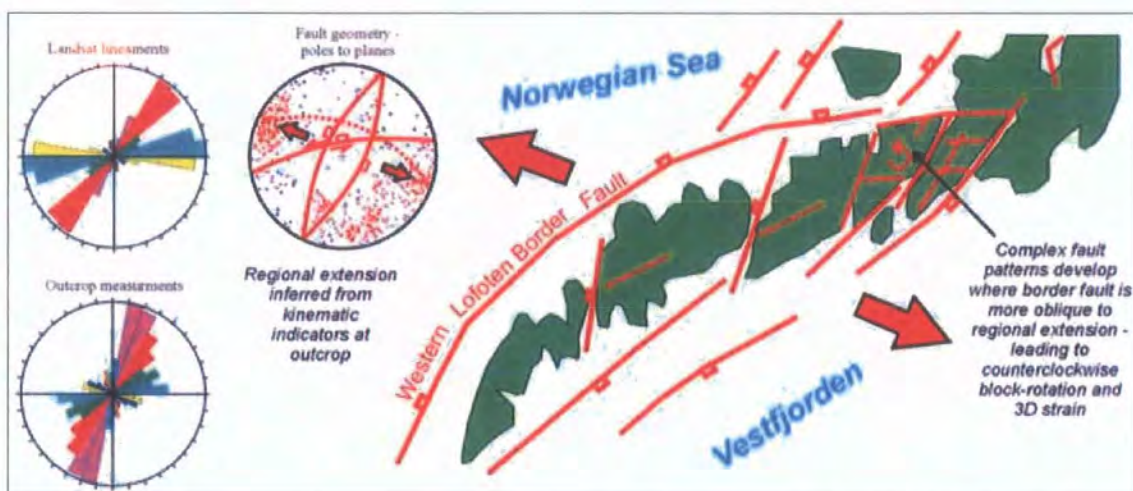 Landsat lineaments
Fault geometry -
poles to planes
Regional extension
inferred from
kinematic
indicators at
outcrop
Outcrop measurments
Norwegian Sea
Western Lofoten Border Fault
Vestfjorden
Complex fault
patterns develop
where border fault is
more oblique to
regional extension -
leading to
counterclockwise
block-rotation and
3D strain